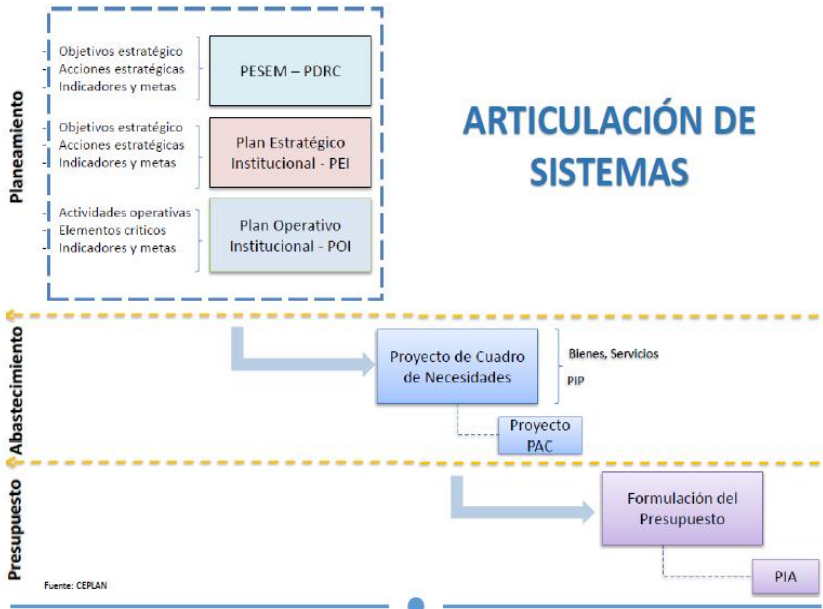 Planeamiento
- Objetivos estratégico
- Acciones estratégicas
- Indicadores y metas
PESEM – PDRC
- Objetivos estratégico
- Acciones estratégicas
- Indicadores y metas
Plan Estratégico
Institucional - PEI
- Actividades operativas
- Elementos críticos
- Indicadores y metas
Plan Operativo
Institucional - POI
ARTICULACIÓN DE
SISTEMAS
Abastecimiento
Proyecto de Cuadro
de Necesidades
Bienes, Servicios
PIP
Proyecto
PAC
Presupuesto
Formulación del
Presupuesto
PIA
Fuente: CEPLAN